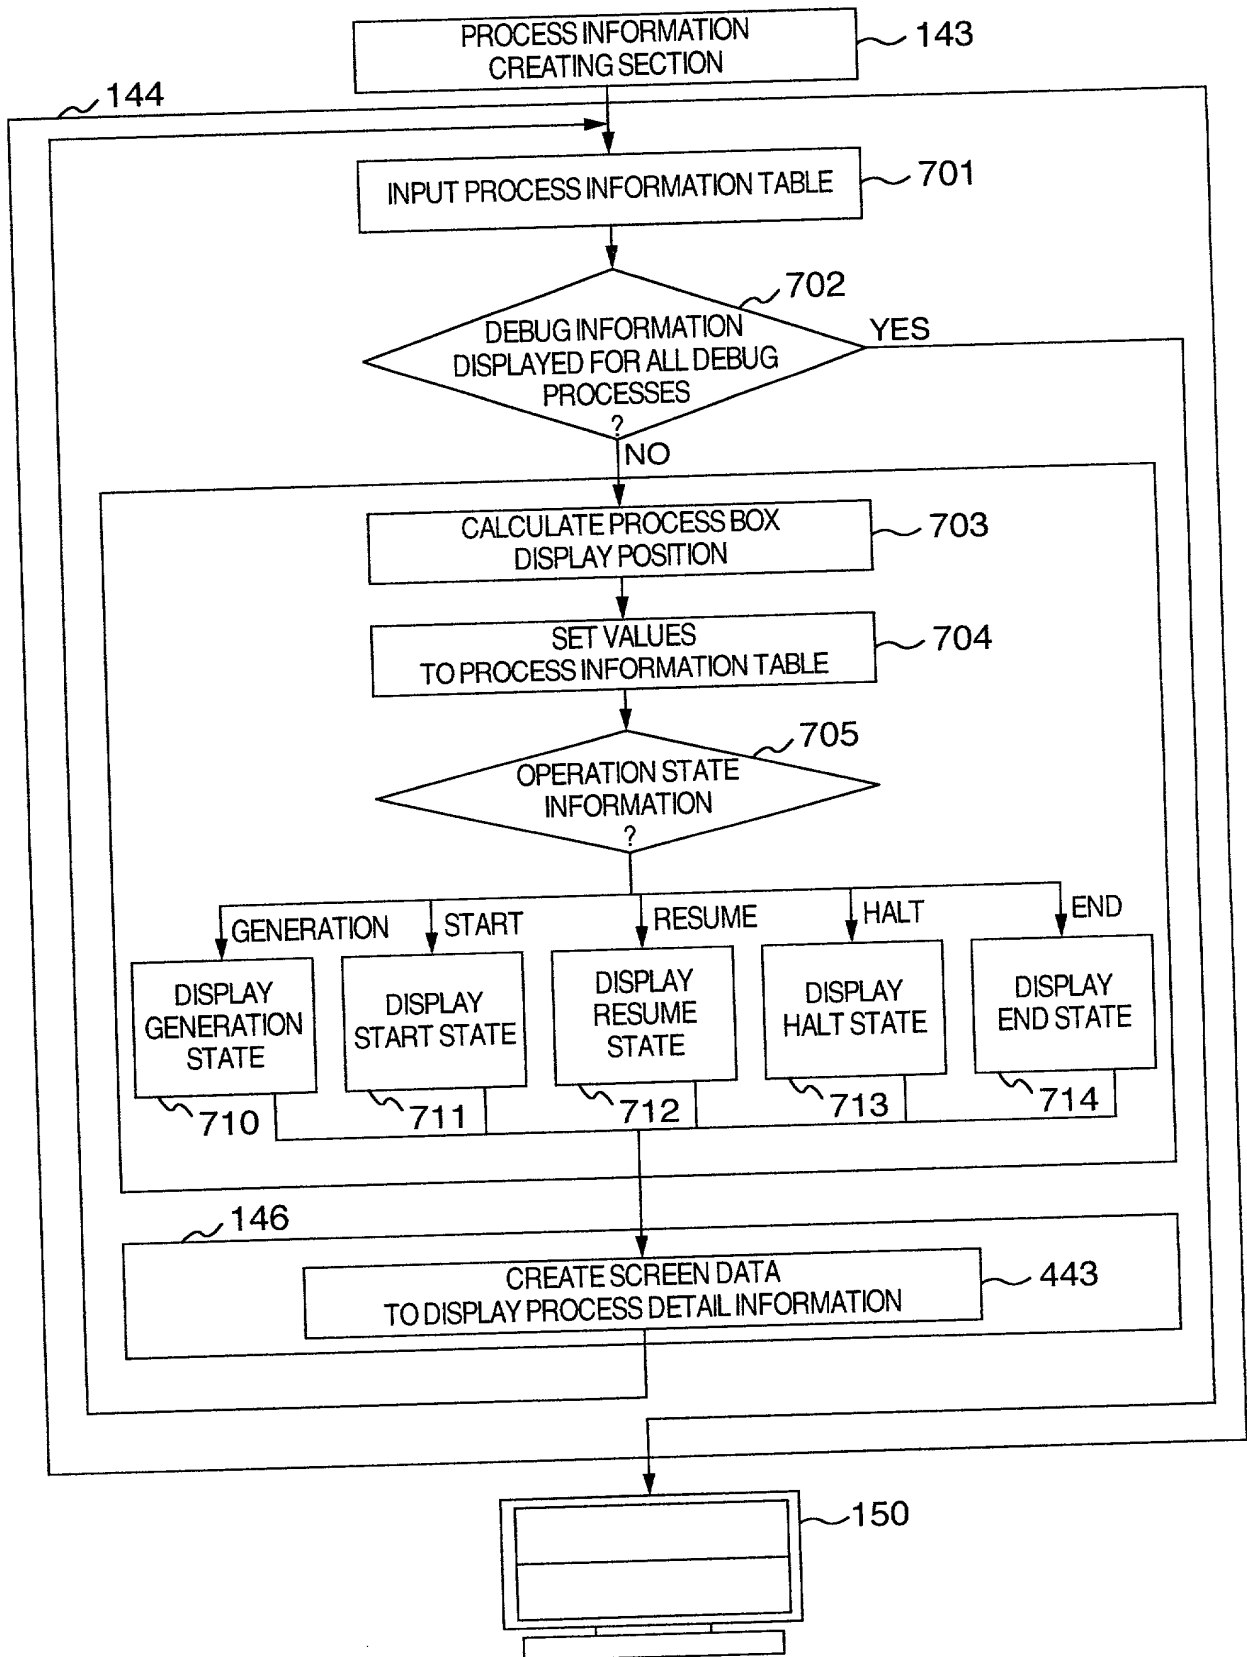 PROCESS INFORMATION
CREATING SECTION
143
144
INPUT PROCESS INFORMATION TABLE
701
702
DEBUG INFORMATION
DISPLAYED FOR ALL DEBUG
PROCESSES
?
YES
NO
CALCULATE PROCESS BOX
DISPLAY POSITION
703
SET VALUES
TO PROCESS INFORMATION TABLE
704
705
OPERATION STATE
INFORMATION
?
GENERATION
START
RESUME
HALT
END
DISPLAY
GENERATION
STATE
DISPLAY
START STATE
DISPLAY
RESUME
STATE
DISPLAY
HALT STATE
DISPLAY
END STATE
710
711
712
713
714
146
CREATE SCREEN DATA
TO DISPLAY PROCESS DETAIL INFORMATION
443
150